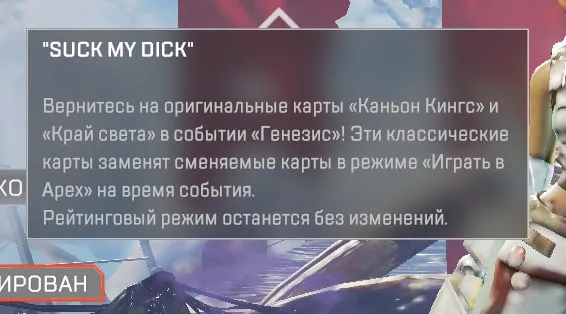 "SUCK MY DICK"
Вернитесь на оригинальные карты «Каньон Кингс» и
«Край света» в событии «Генезис»! Эти классические
карты заменят сменяемые карты в режиме «Играть в
Apex» на время события.
Рейтинговый режим останется без изменений.
КО
ИРОВАН